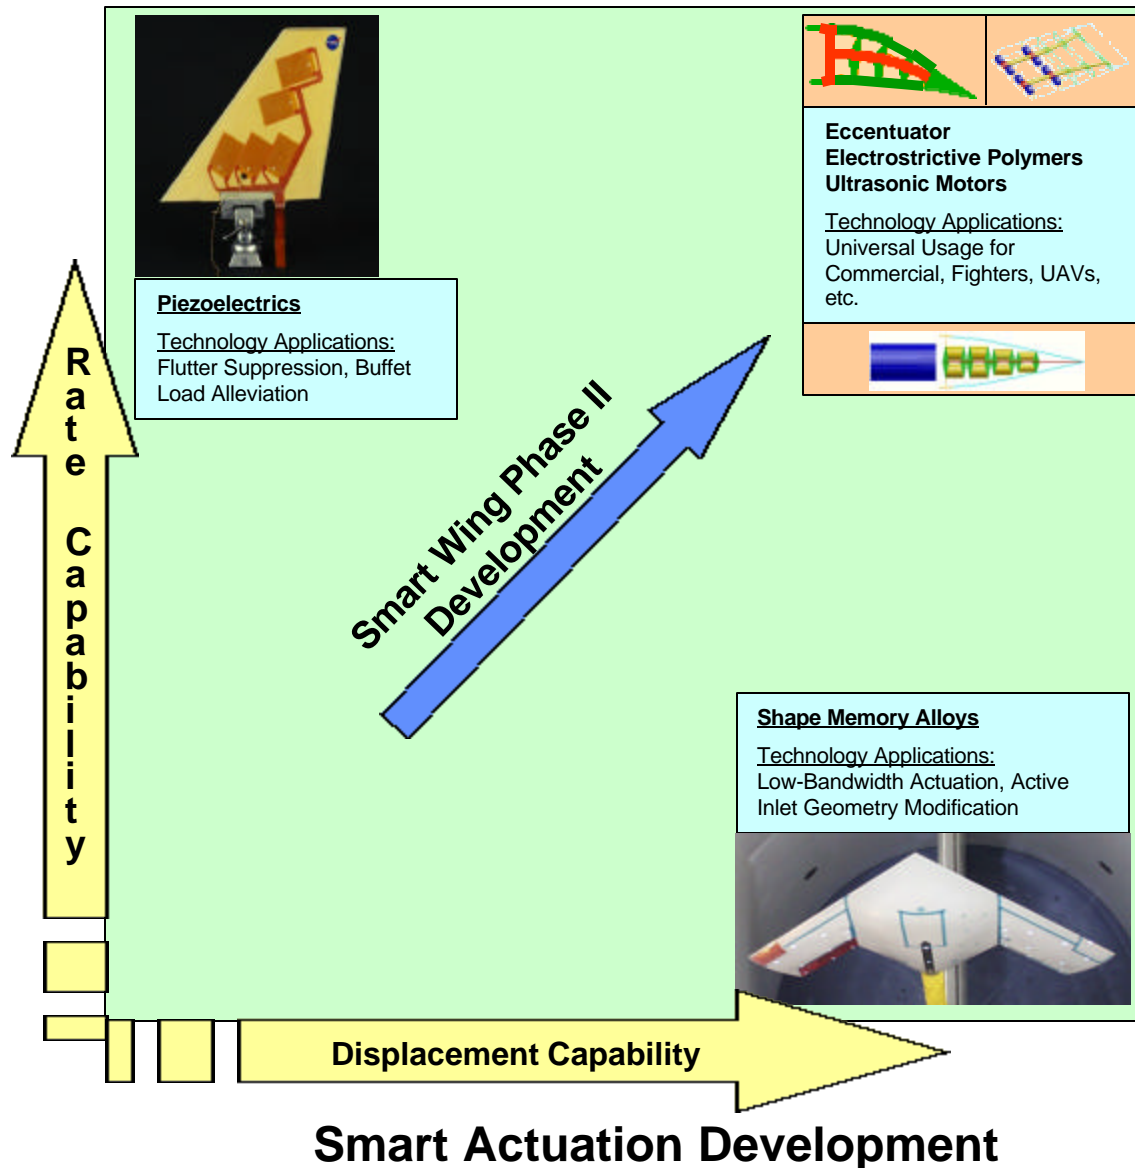 Eccentuator
Electrostrictive Polymers
Ultrasonic Motors
Technology Applications:
Universal Usage for
Commercial, Fighters, UAVs,
etc.
Piezoelectrics
Technology Applications:
Flutter Suppression, Buffet
Load Alleviation
Rate Capability
Smart Wing Phase II
Development
Shape Memory Alloys
Technology Applications:
Low-Bandwidth Actuation, Active
Inlet Geometry Modification
Displacement Capability
Smart Actuation Development